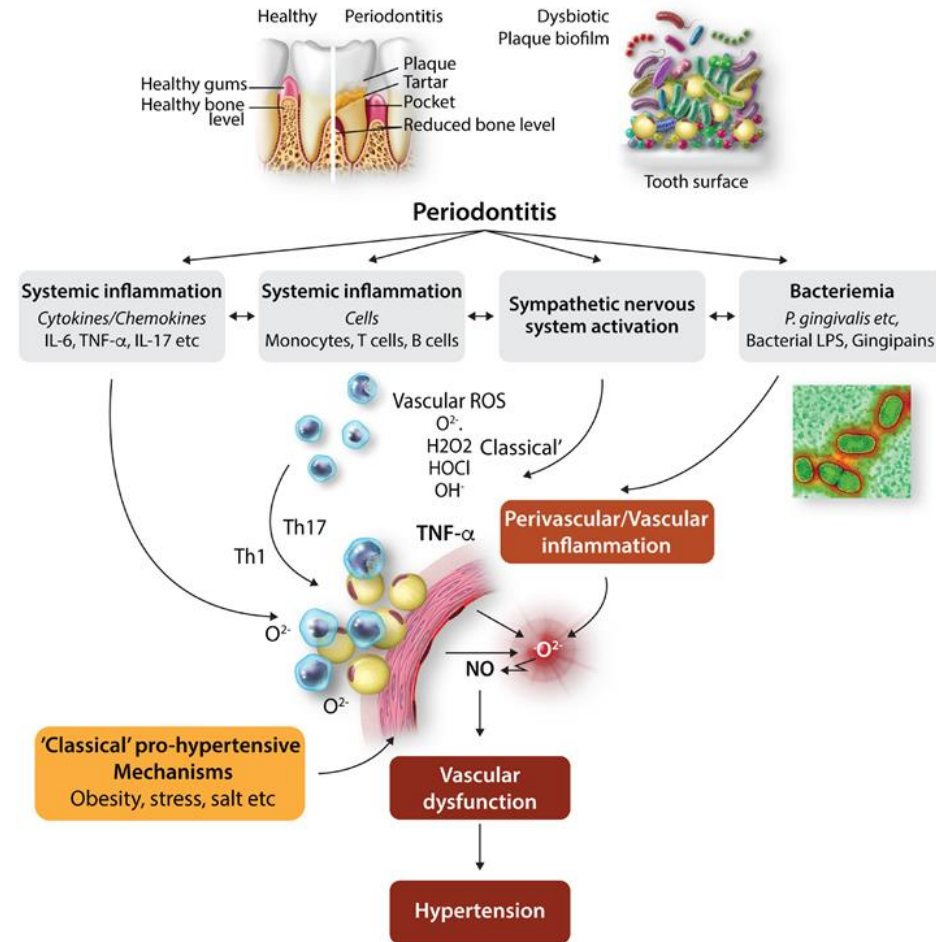 Healthy
Periodontitis
Healthy gums
Healthy bone
level
Plaque
Tartar
Pocket
Reduced bone level
Dysbiotic
Plaque biofilm
Tooth surface
Periodontitis
Systemic inflammation
Cytokines/Chemokines
IL-6, TNF-α, IL-17 etc
Systemic inflammation
Cells
Monocytes, T cells, B cells
Sympathetic nervous
system activation
Bacteriemia
P. gingivalis etc,
Bacterial LPS, Gingipains
Vascular ROS
O²⁻.
H2O2
HOCl
OH⁻
Classical'
Th17
Th1
TNF-α
Perivascular/Vascular
inflammation
O²⁻
O²⁻
NO
·O²⁻
'Classical' pro-hypertensive
Mechanisms
Obesity, stress, salt etc
Vascular
dysfunction
Hypertension